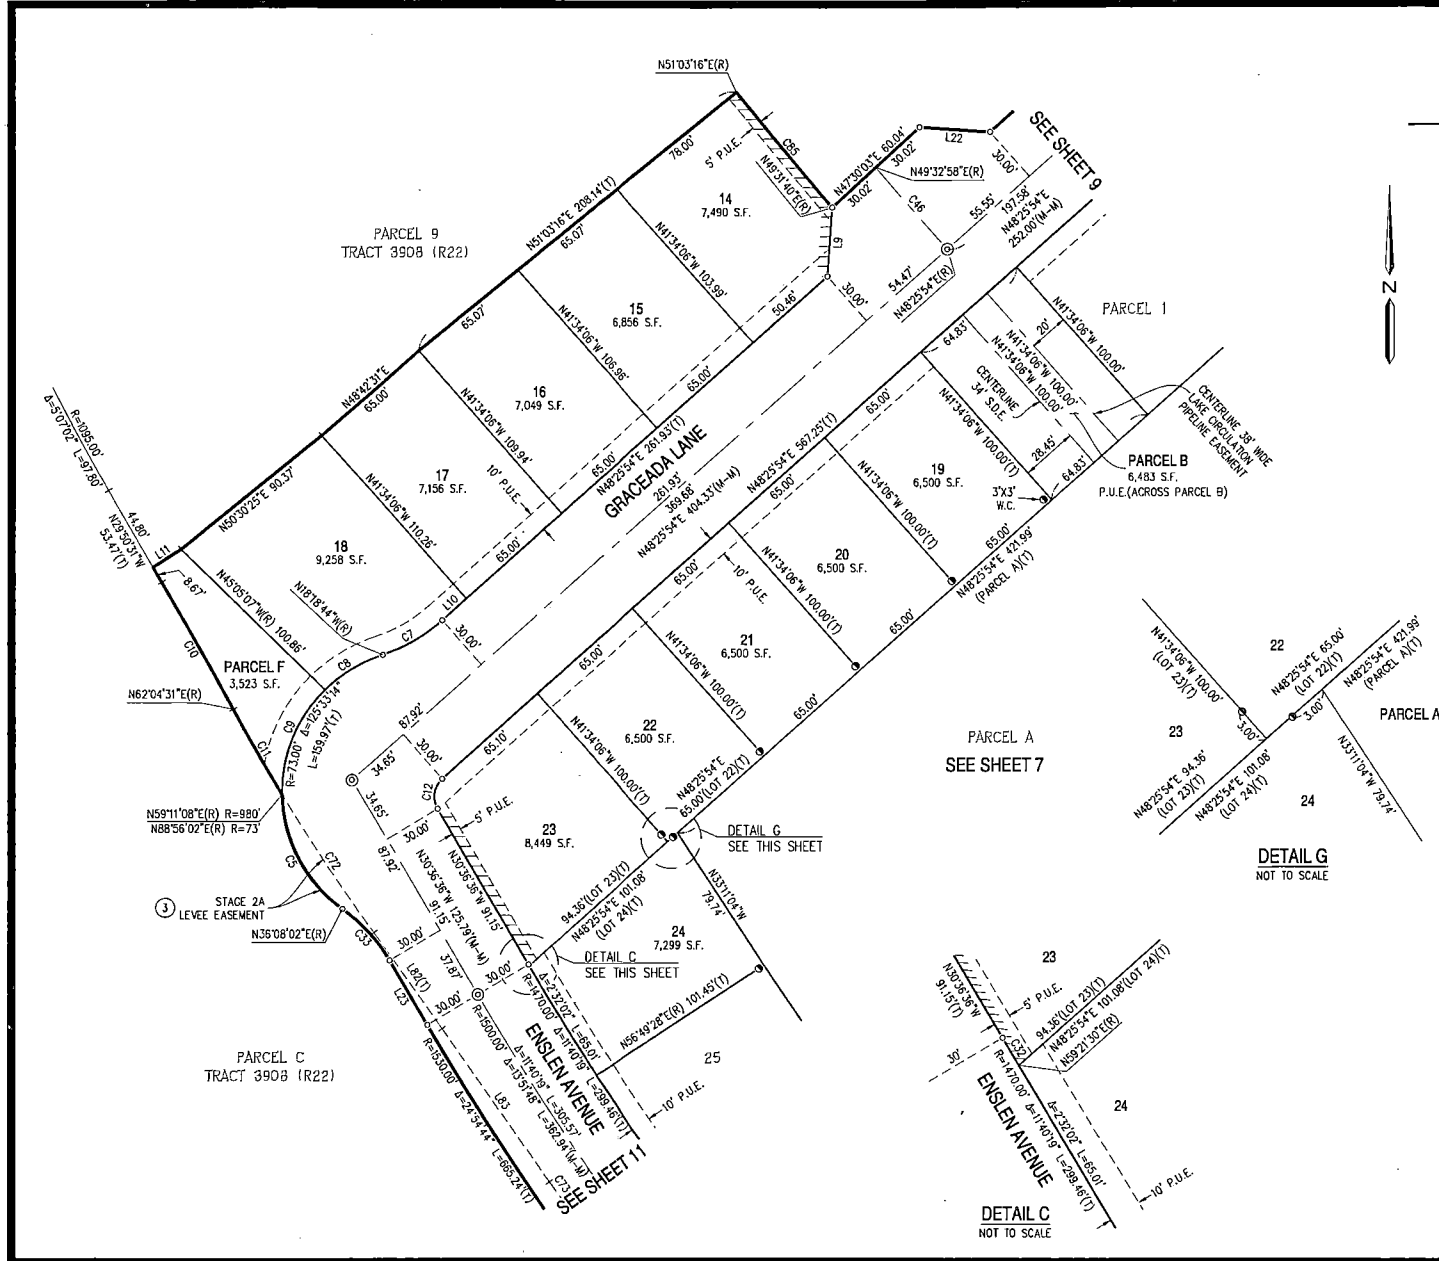 N51°03'16"E(R)
5' P.U.E.
C85
78.00'
N49°31'40"E(R)
N47°30'03"E 60.04'
30.02'
30.02'
L22
30.00'
SEE SHEET 9
N49°32'58"E(R)
C46
55.55'
197.58'
N48°25'54"E
252.00'(M-M)
14
7,490 S.F.
PARCEL 9
TRACT 3908 (R22)
N51°03'16"E 208.14'(T)
65.07'
L9
54.47'
N48°25'54"E(R)
30.00'
N41°34'06"W 103.99'
50.46'
15
6,856 S.F.
65.07'
N41°34'06"W 106.96'
64.83'
N41°34'06"W 100.00'
20'
N41°34'06"W 100.00'
N41°34'06"W 100.00'
PARCEL 1
N
N48°42'31"E
65.00'
16
7,049 S.F.
65.00'
N41°34'06"W 109.94'
CENTERLINE
34' S.D.E.
CENTERLINE 38' WIDE
LAKE CIRCULATION
PIPELINE EASEMENT
R=1095.00'
Δ=5°07'02" L=97.80'
65.00'
N41°34'06"W 100.00'(T)
28.45'
64.83'
PARCEL B
6,483 S.F.
P.U.E.(ACROSS PARCEL B)
N50°30'25"E 90.37'
17
7,156 S.F.
10' P.U.E.
65.00'
N48°25'54"E 261.93'(T)
GRACEADA LANE
261.93'
369.68'
N48°25'54"E 404.33'(M-M)
N48°25'54"E 567.25'(T)
65.00'
19
6,500 S.F.
3'X3'
W.C.
N41°34'06"W 100.00'(T)
44.80'
N29°50'31"W
53.47'(T)
N41°34'06"W 110.26'
18
9,258 S.F.
L11
8.67'
65.00'
65.00'
20
6,500 S.F.
65.00'
N48°25'54"E 421.99'
(PARCEL A)(T)
N45°05'07"W(R) 100.86'
N18°18'44"W(R)
L10
10' P.U.E.
N41°34'06"W 100.00'(T)
C10
C7
C8
30.00'
65.00'
21
6,500 S.F.
65.00'
PARCEL F
3,523 S.F.
N62°04'31"E(R)
N41°34'06"W 100.00'(T)
C9
Δ=125°33'14"
R=73.00'
L=159.97'(T)
C11
87.92'
30.00'
65.10'
22
6,500 S.F.
65.00'
N41°34'06"W 100.00'(T)
34.65'
34.65'
C12
5' P.U.E.
30.00'
N48°25'54"E
65.00'(LOT 22)(T)
PARCEL A
SEE SHEET 7
N59°11'08"E(R) R=980'
N88°56'02"E(R) R=73'
23
8,449 S.F.
DETAIL G
SEE THIS SHEET
87.92'
N30°36'36"W 91.15'
N30°36'36"W 125.79'(M-M)
91.15'
C5
C72
3
STAGE 2A
LEVEE EASEMENT
94.36'(LOT 23)(T)
N48°25'54"E 101.08'
(LOT 24)(T)
N33°11'04"W
79.74'
N36°08'02"E(R)
C33
30.00'
24
7,299 S.F.
DETAIL C
SEE THIS SHEET
L82(T)
37.87'
30.00'
L23
30.00'
N56°49'28"E(R) 101.45'(T)
Δ=2°32'02" L=65.01'
R=1470.00' Δ=11°40'19" L=299.46'(T)
ENSLEN AVENUE
Δ=11°40'19" L=305.57'
R=1500.00' Δ=13°51'48" L=362.94'(M-M)
25
10' P.U.E.
PARCEL C
TRACT 3908 (R22)
R=1530.00' Δ=24°54'44" L=665.24'(T)
L83
C73
SEE SHEET 11
N41°34'06"W 100.00'
(LOT 23)(T)
22
N48°25'54"E 65.00'
(LOT 22)(T)
N48°25'54"E 421.99'
(PARCEL A)(T)
3.00'
3.00'
PARCEL A
23
N48°25'54"E 94.36'
(LOT 23)(T)
N48°25'54"E 101.08'
(LOT 24)(T)
N33°11'04"W 79.74'
24
DETAIL G
NOT TO SCALE
23
N30°36'36"W
91.15'(T)
5' P.U.E.
94.36'(LOT 23)(T)
N48°25'54"E 101.08'(LOT 24)(T)
N59°21'30"E(R)
30'
C32
24
Δ=2°32'02" L=65.01'
R=1470.00' Δ=11°40'19" L=299.46'(T)
ENSLEN AVENUE
10' P.U.E.
DETAIL C
NOT TO SCALE